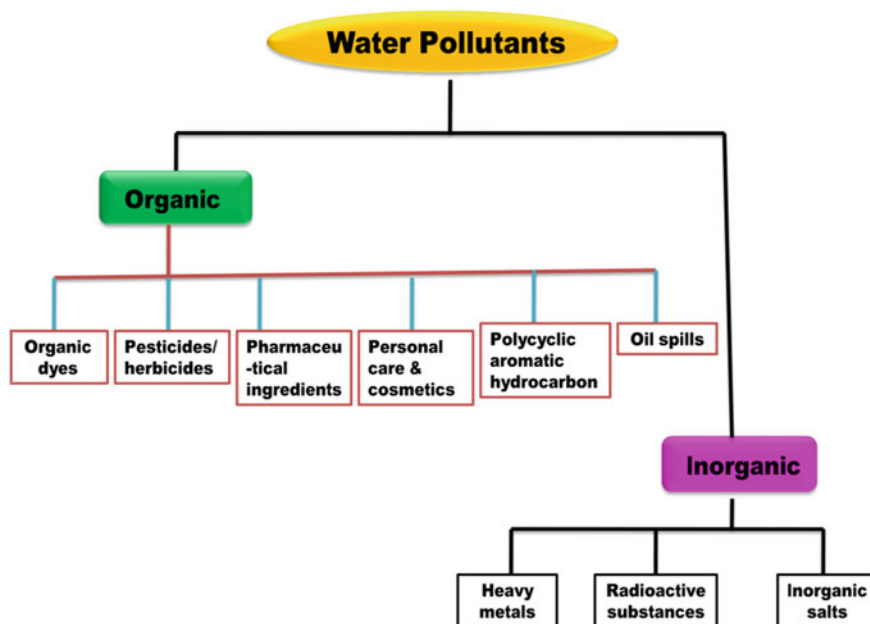 Water Pollutants
Organic
Organic
dyes
Pesticides/
herbicides
Pharmaceu
-tical
ingredients
Personal
care &
cosmetics
Polycyclic
aromatic
hydrocarbon
Oil spills
Inorganic
Heavy
metals
Radioactive
substances
Inorganic
salts